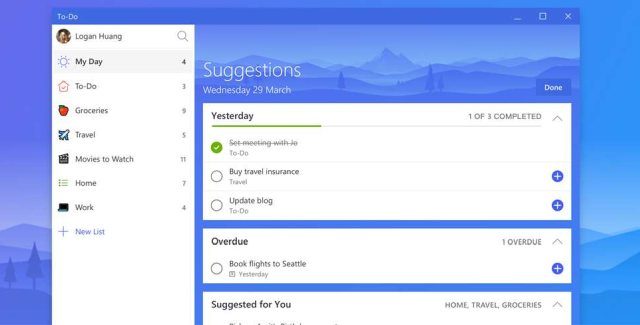 To-Do
Logan Huang
My Day 4
To-Do 3
Groceries 9
Travel 5
Movies to Watch 11
Home 7
Work 4
New List
Suggestions
Wednesday 29 March
Done
Yesterday 1 OF 3 COMPLETED
Set meeting with Jo
To-Do
Buy travel insurance
Travel
Update blog
To-Do
Overdue 1 OVERDUE
Book flights to Seattle
Yesterday
Suggested for You HOME, TRAVEL, GROCERIES